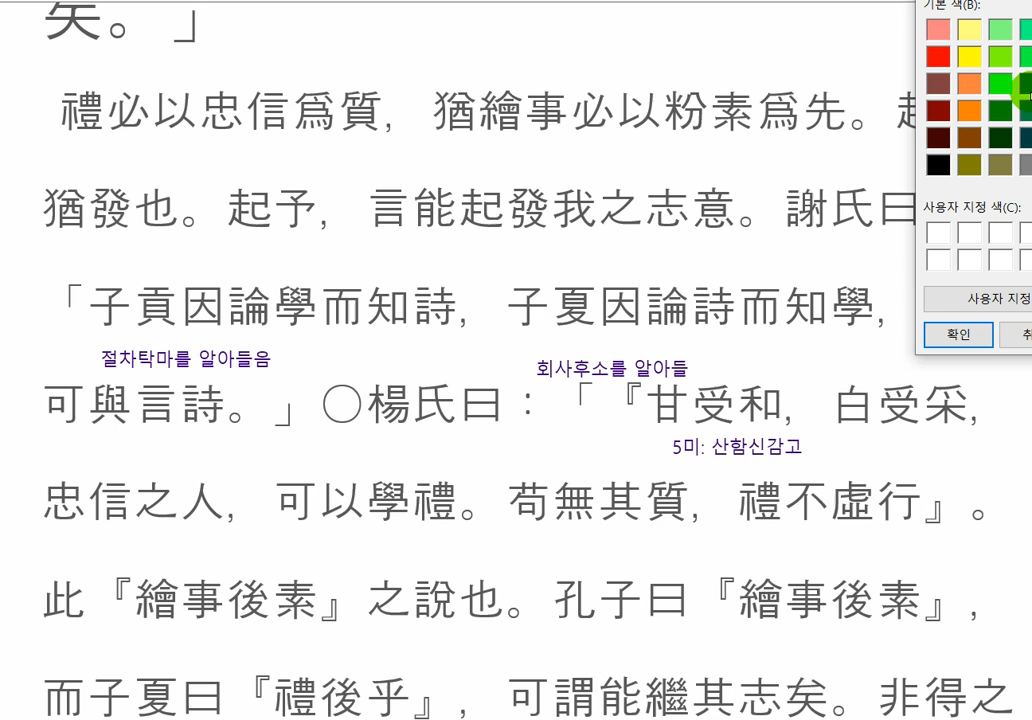 矣。」
禮必以忠信爲質, 猶繪事必以粉素爲先。 起
猶發也。起予, 言能起發我之志意。謝氏曰
「子貢因論學而知詩, 子夏因論詩而知學,
절차탁마를 알아들음
회사후소를 알아들
可與言詩。」〇楊氏曰:「『甘受和, 白受采,
5미: 산함신감고
忠信之人, 可以學禮。苟無其質, 禮不虛行』。
此『繪事後素』之說也。孔子曰『繪事後素』,
而子夏曰『禮後乎』, 可謂能繼其志矣。非得之
기본 색(B):
사용자 지정 색(C):
사용자 지정
확인
취